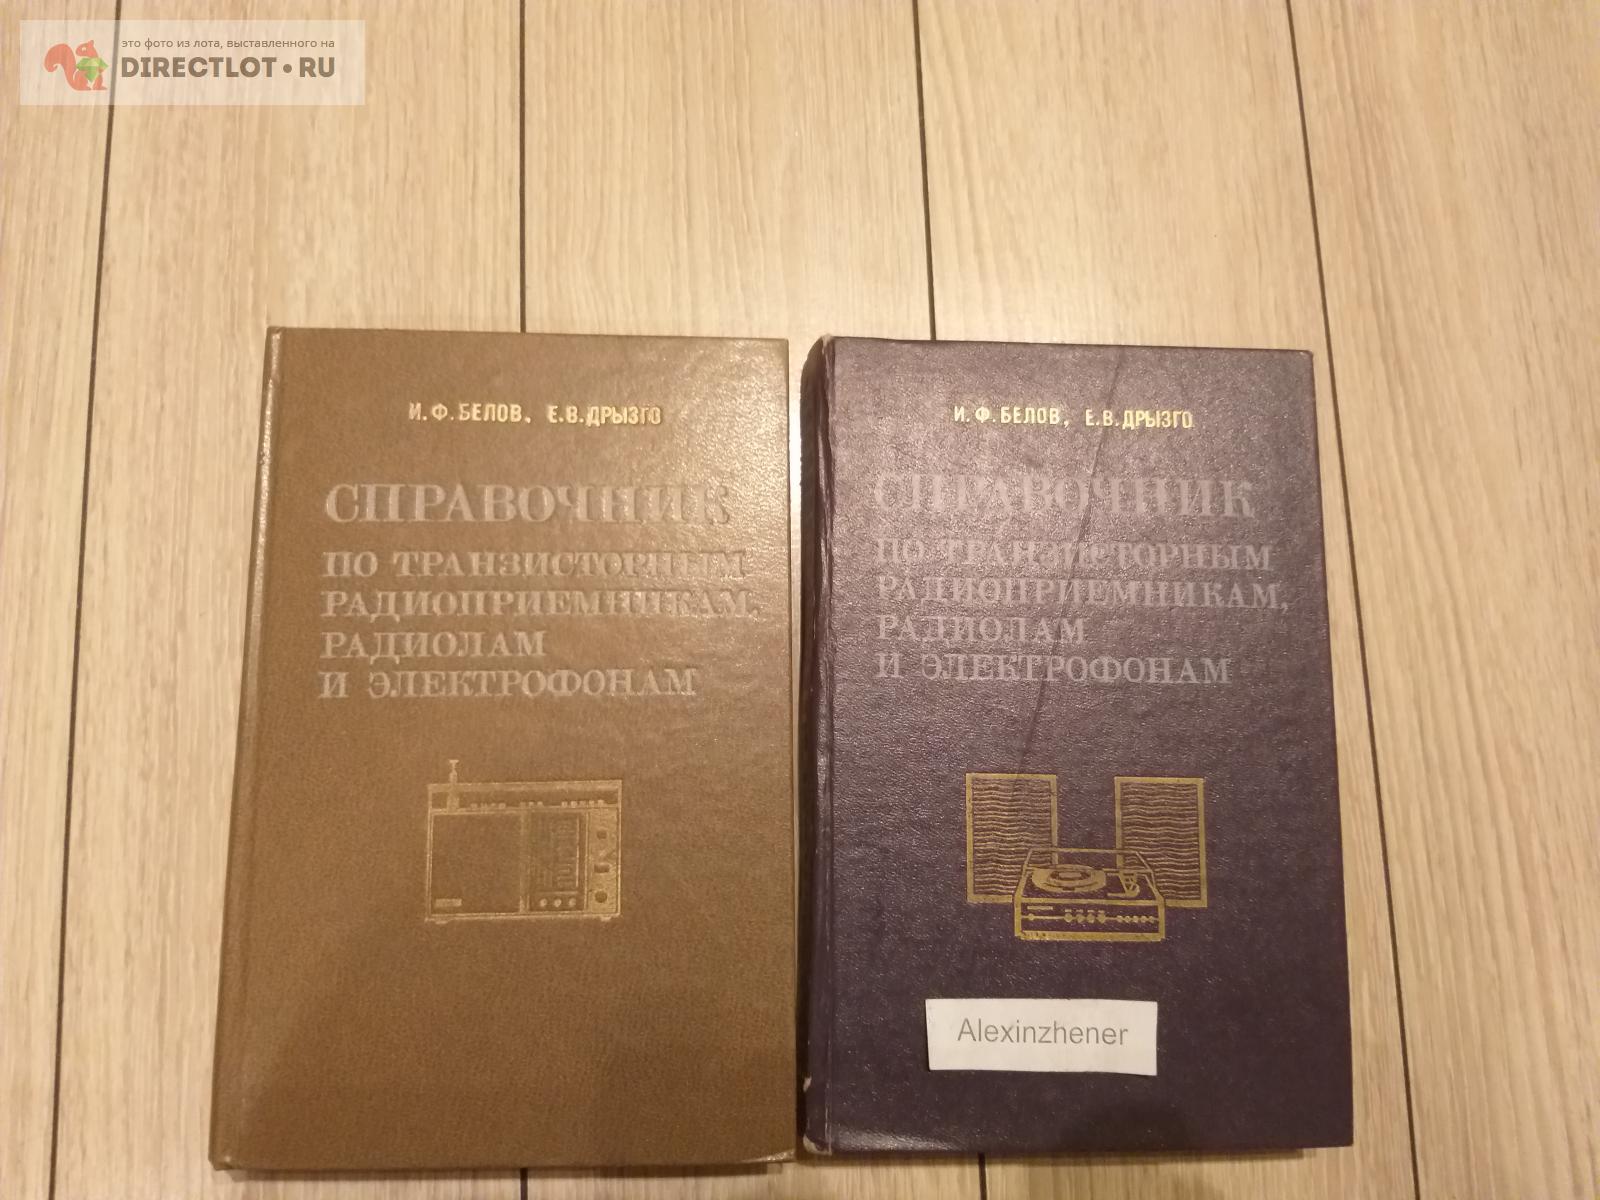 это фото из лота, выставленного на
DIRECTLOT•RU
И.Ф.БЕЛОВ, Е.В.ДРЫЗГО
СПРАВОЧНИК
ПО ТРАНЗИСТОРНЫМ
РАДИОПРИЕМНИКАМ,
РАДИОЛАМ
И ЭЛЕКТРОФОНАМ
И.Ф.БЕЛОВ, Е.В.ДРЫЗГО
СПРАВОЧНИК
ПО ТРАНЗИСТОРНЫМ
РАДИОПРИЕМНИКАМ,
РАДИОЛАМ
И ЭЛЕКТРОФОНАМ
Alexinzhener